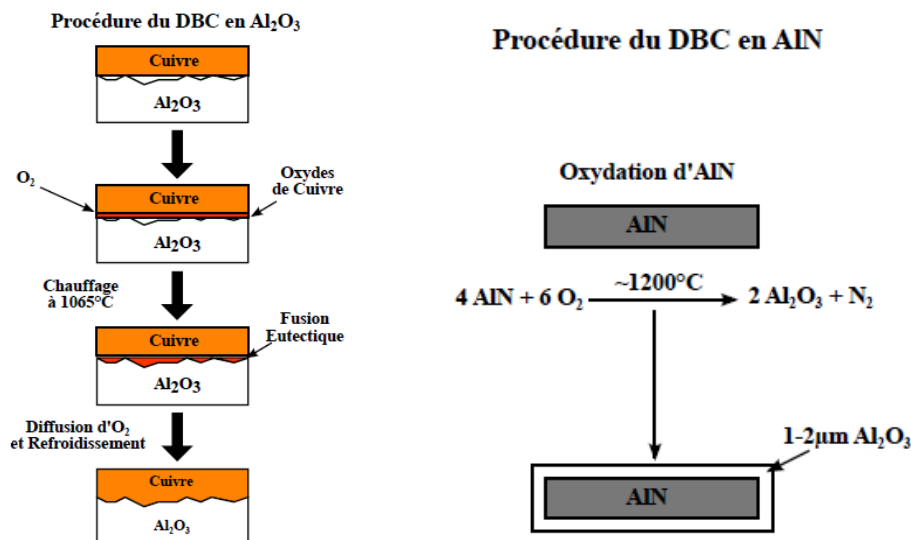 Procédure du DBC en Al₂O₃
Cuivre
Al₂O₃
O₂
Oxydes
de Cuivre
Cuivre
Al₂O₃
Chauffage
à 1065°C
Fusion
Eutectique
Cuivre
Al₂O₃
Diffusion d'O₂
et Refroidissement
Cuivre
Al₂O₃
Procédure du DBC en AlN
Oxydation d'AlN
AlN
~1200°C
4 AlN + 6 O₂ 2 Al₂O₃ + N₂
1-2μm Al₂O₃
AlN